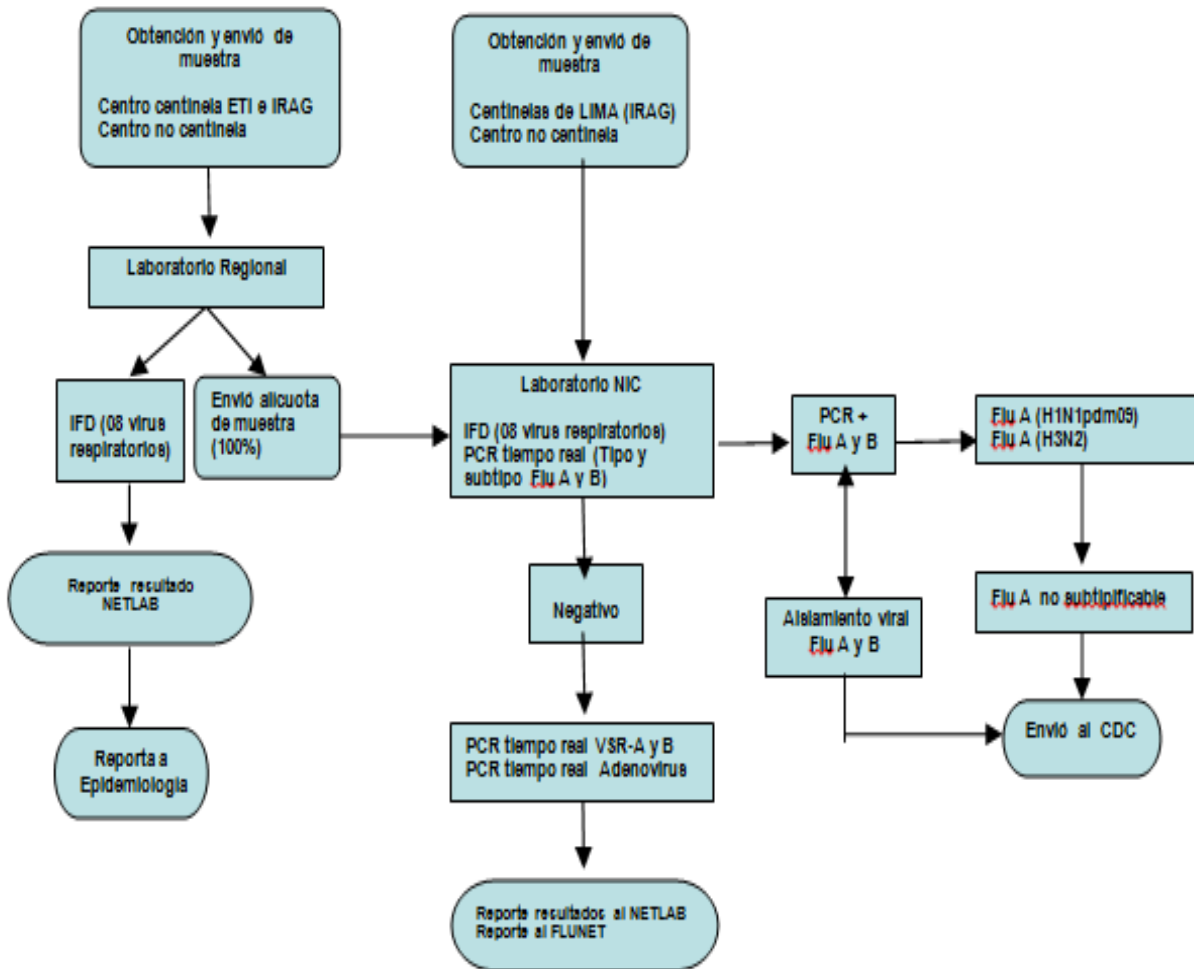 Obtención y envió de
muestra
Centro centinela ETI e IRAG
Centro no centinela
Obtención y envió de
muestra
Centinelas de LIMA (IRAG)
Centro no centinela
Laboratorio Regional
IFD (08 virus
respiratorios)
Envió alicuota
de muestra
(100%)
Laboratorio NIC
IFD (08 virus respiratorios)
PCR tiempo real (Tipo y
subtipo Flu A y B)
PCR +
Flu A y B
Flu A (H1N1pdm09)
Flu A (H3N2)
Reporte resultado
NETLAB
Negativo
Aislamiento viral
Flu A y B
Flu A no subtipificable
Reporta a
Epidemiologia
PCR tiempo real VSR-A y B
PCR tiempo real Adenovirus
Envió al CDC
Reporte resultados al NETLAB
Reporte al FLUNET